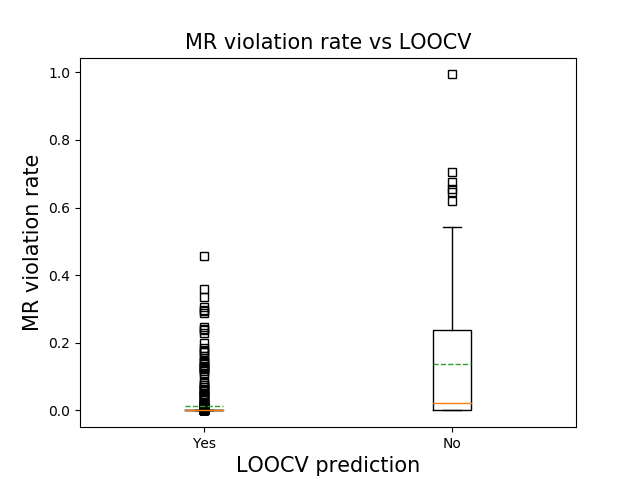 MR violation rate vs LOOCV
MR violation rate
1.0
0.8
0.6
0.4
0.2
0.0
Yes
No
LOOCV prediction